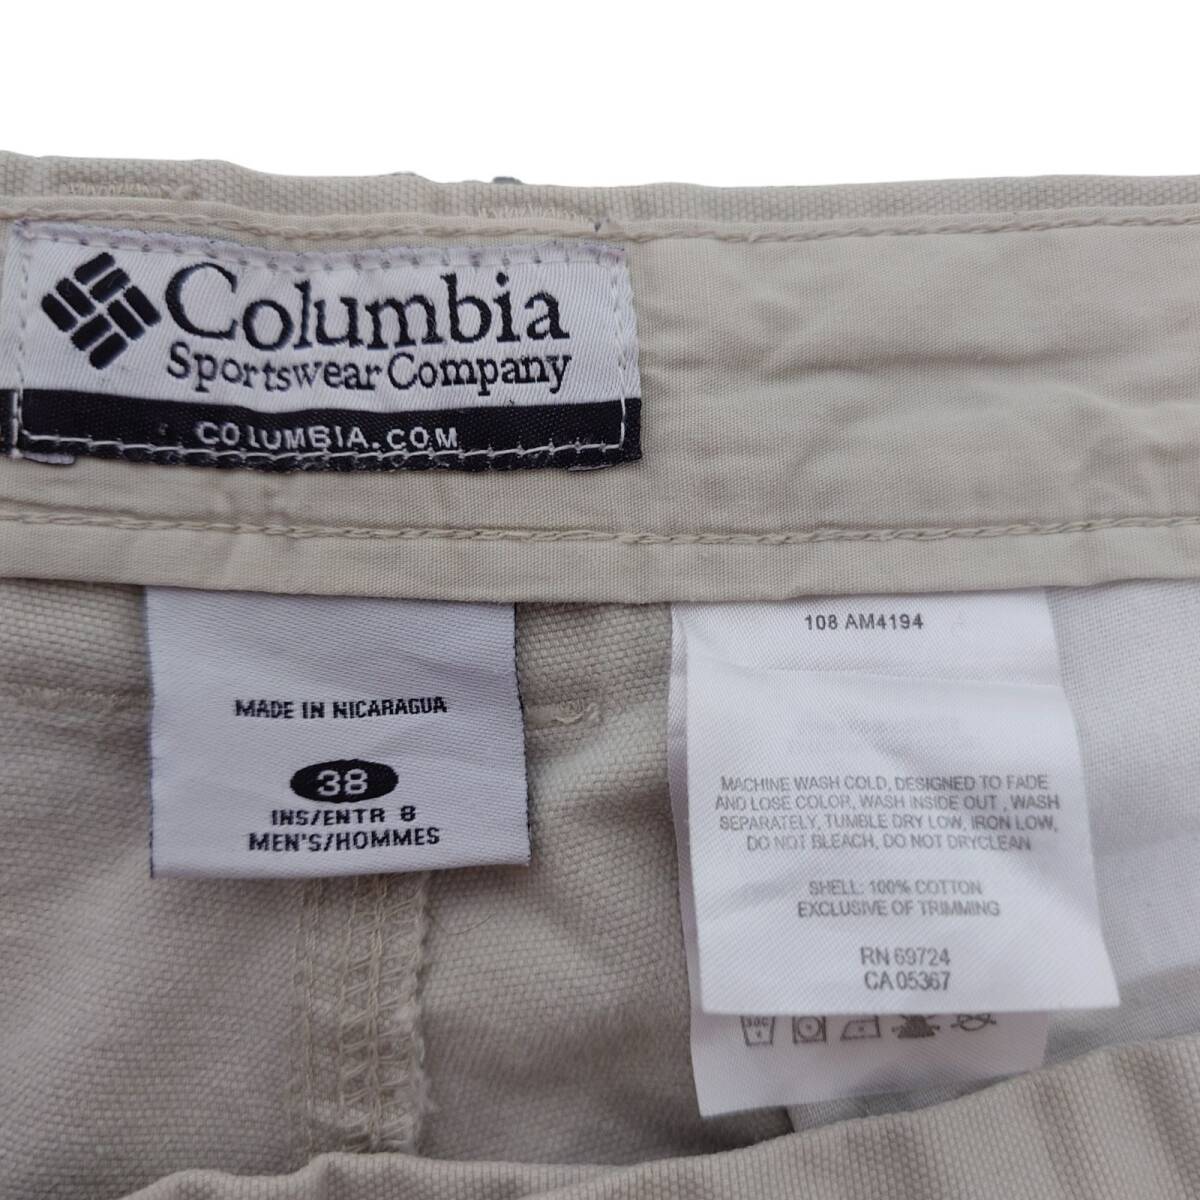 Columbia
Sportswear Company
COLUMBIA.COM
MADE IN NICARAGUA
38
INS/ENTR 8
MEN'S/HOMMES
108 AM4194
MACHINE WASH COLD, DESIGNED TO FADE
AND LOSE COLOR, WASH INSIDE OUT , WASH
SEPARATELY, TUMBLE DRY LOW, IRON LOW,
DO NOT BLEACH, DO NOT DRYCLEAN
SHELL: 100% COTTON
EXCLUSIVE OF TRIMMING
RN 69724
CA 05367